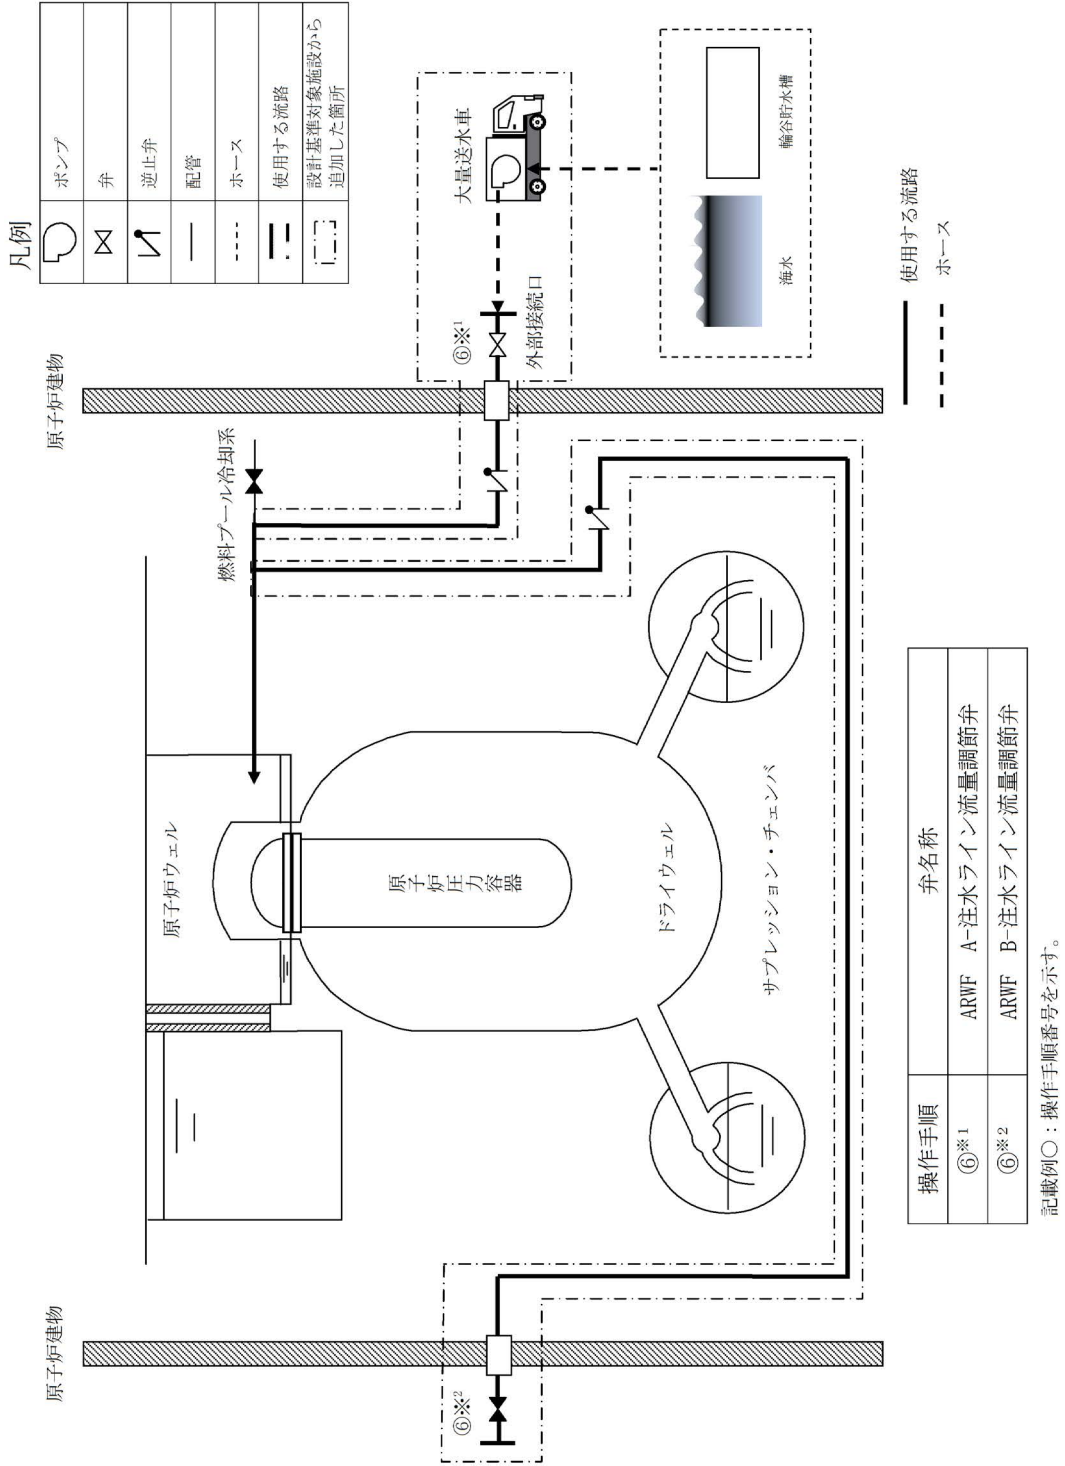 凡例
ポンプ
弁
逆止弁
配管
ホース
使用する流路
設計基準対象施設から
追加した箇所
原子炉建物
原子炉建物
燃料プール冷却系
⑥※1
外部接続口
大量送水車
海水
輪谷貯水槽
使用する流路
ホース
原子炉ウェル
原子炉圧力容器
ドライウェル
サプレッション・チェンバ
⑥※2
操作手順 弁名称
⑥※1 ARWF A-注水ライン流量調節弁
⑥※2 ARWF B-注水ライン流量調節弁
記載例○:操作手順番号を示す。